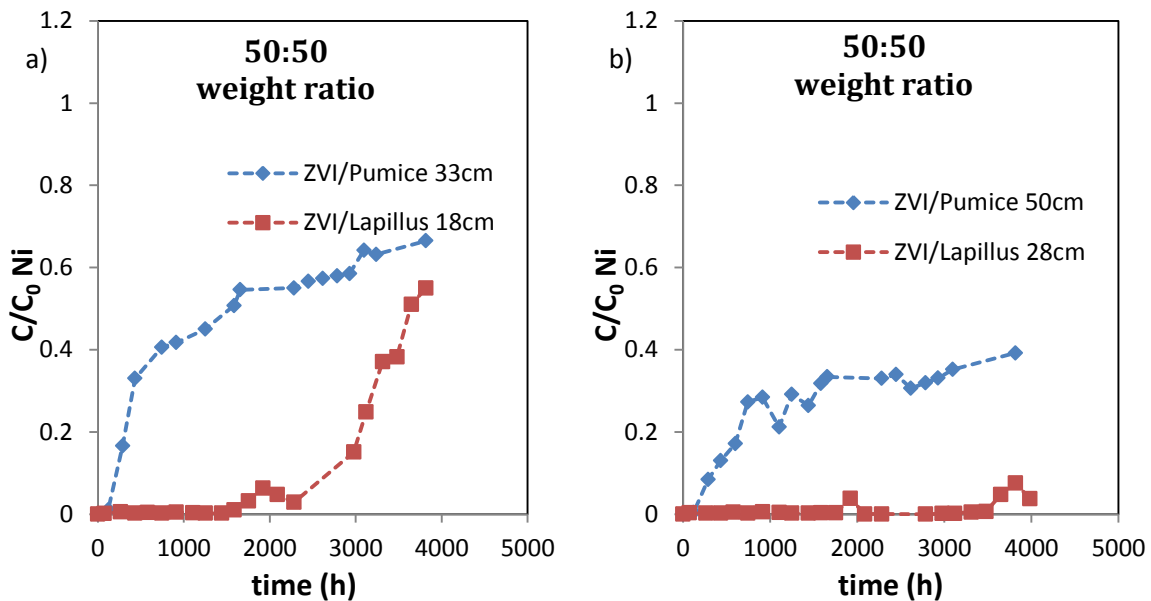 a)
50:50
weight ratio
C/C0 Ni
1.2
1
0.8
0.6
0.4
0.2
0
ZVI/Pumice 33cm
ZVI/Lapillus 18cm
0 1000 2000 3000 4000 5000
time (h)
b)
50:50
weight ratio
C/C0 Ni
1.2
1
0.8
0.6
0.4
0.2
0
ZVI/Pumice 50cm
ZVI/Lapillus 28cm
0 1000 2000 3000 4000 5000
time (h)